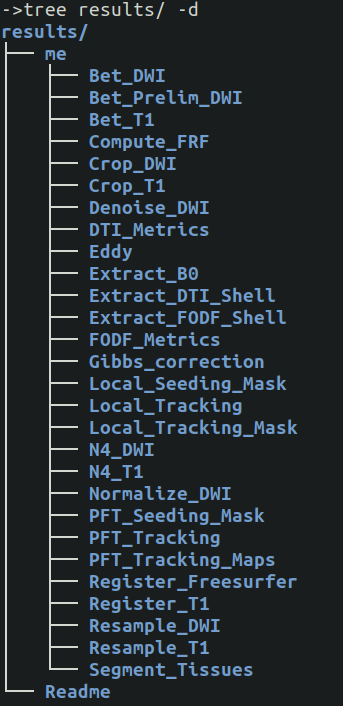 ->tree results/ -d
results/
├── me
│   ├── Bet_DWI
│   ├── Bet_Prelim_DWI
│   ├── Bet_T1
│   ├── Compute_FRF
│   ├── Crop_DWI
│   ├── Crop_T1
│   ├── Denoise_DWI
│   ├── DTI_Metrics
│   ├── Eddy
│   ├── Extract_B0
│   ├── Extract_DTI_Shell
│   ├── Extract_FODF_Shell
│   ├── FODF_Metrics
│   ├── Gibbs_correction
│   ├── Local_Seeding_Mask
│   ├── Local_Tracking
│   ├── Local_Tracking_Mask
│   ├── N4_DWI
│   ├── N4_T1
│   ├── Normalize_DWI
│   ├── PFT_Seeding_Mask
│   ├── PFT_Tracking
│   ├── PFT_Tracking_Maps
│   ├── Register_Freesurfer
│   ├── Register_T1
│   ├── Resample_DWI
│   ├── Resample_T1
│   └── Segment_Tissues
└── Readme